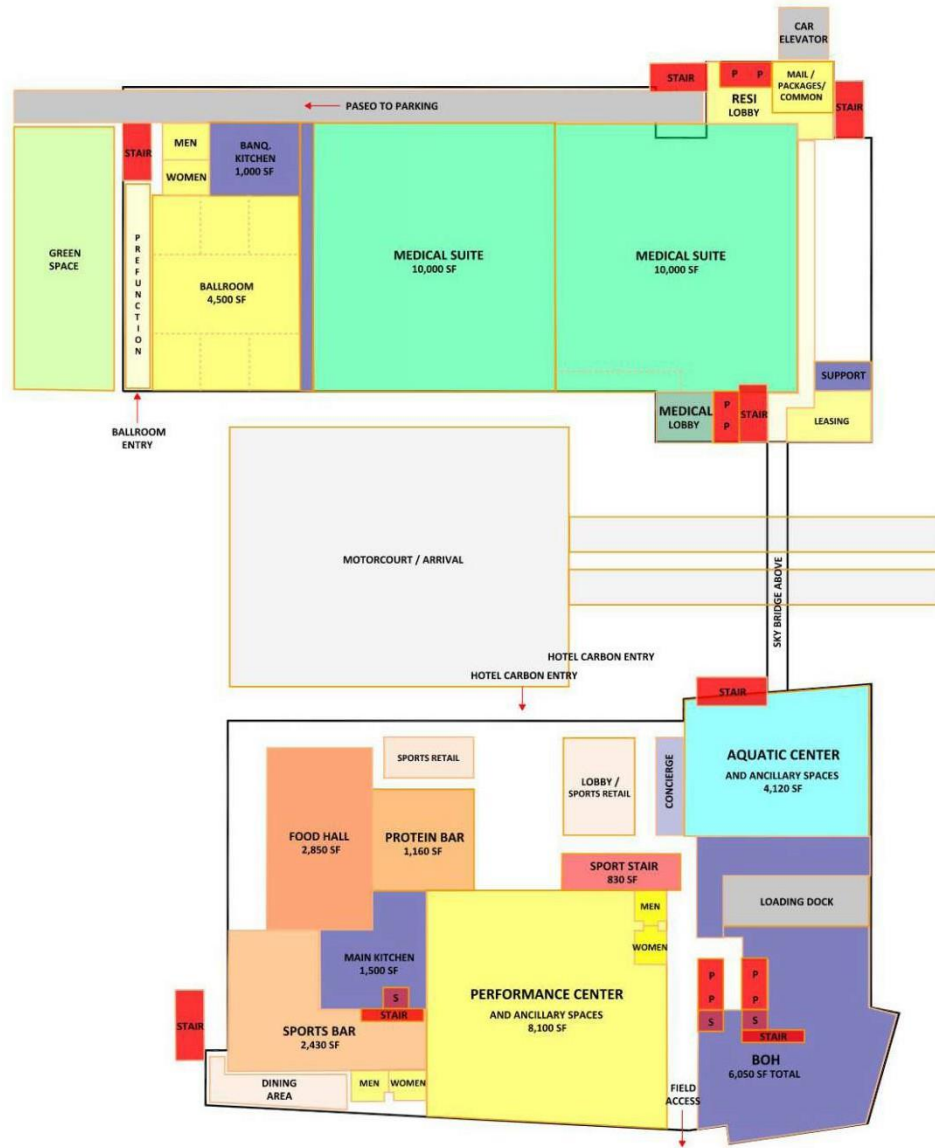 CAR
ELEVATOR
STAIR
P P
MAIL /
PACKAGES/
COMMON
RESI
LOBBY
STAIR
PASEO TO PARKING
STAIR
MEN
WOMEN
BANQ.
KITCHEN
1,000 SF
GREEN
SPACE
PREFUNCTION
BALLROOM
4,500 SF
MEDICAL SUITE
10,000 SF
MEDICAL SUITE
10,000 SF
SUPPORT
LEASING
MEDICAL
LOBBY
P
P
STAIR
BALLROOM
ENTRY
MOTORCOURT / ARRIVAL
SKY BRIDGE ABOVE
HOTEL CARBON ENTRY
HOTEL CARBON ENTRY
STAIR
SPORTS RETAIL
LOBBY /
SPORTS RETAIL
CONCIERGE
AQUATIC CENTER
AND ANCILLARY SPACES
4,120 SF
FOOD HALL
2,850 SF
PROTEIN BAR
1,160 SF
SPORT STAIR
830 SF
LOADING DOCK
MEN
WOMEN
MAIN KITCHEN
1,500 SF
S
STAIR
PERFORMANCE CENTER
AND ANCILLARY SPACES
8,100 SF
P
P
S
P
P
S
STAIR
SPORTS BAR
2,430 SF
STAIR
BOH
6,050 SF TOTAL
DINING
AREA
MEN
WOMEN
FIELD
ACCESS